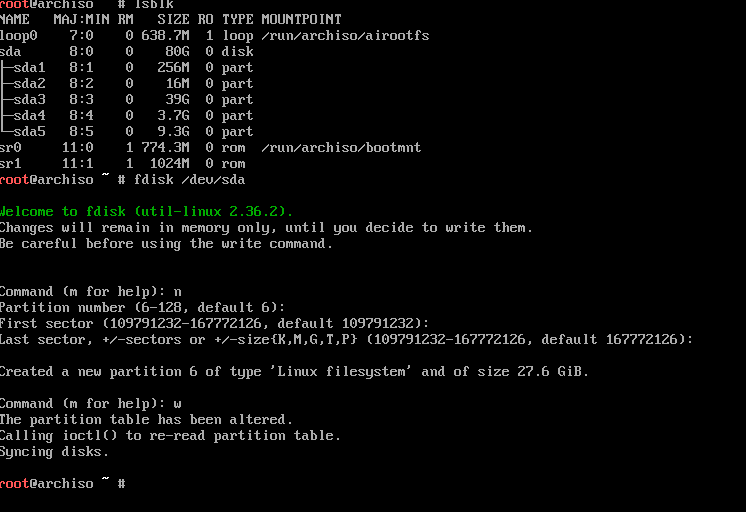 root@archiso ~ # lsblk
NAME   MAJ:MIN RM   SIZE RO TYPE MOUNTPOINT
loop0    7:0    0 638.7M  1 loop /run/archiso/airootfs
sda      8:0    0    80G  0 disk
├─sda1   8:1    0   256M  0 part
├─sda2   8:2    0    16M  0 part
├─sda3   8:3    0    39G  0 part
├─sda4   8:4    0   3.7G  0 part
└─sda5   8:5    0   9.3G  0 part
sr0     11:0    1 774.3M  0 rom  /run/archiso/bootmnt
sr1     11:1    1  1024M  0 rom
root@archiso ~ # fdisk /dev/sda
Welcome to fdisk (util-linux 2.36.2).
Changes will remain in memory only, until you decide to write them.
Be careful before using the write command.
Command (m for help): n
Partition number (6-128, default 6):
First sector (109791232-167772126, default 109791232):
Last sector, +/-sectors or +/-size{K,M,G,T,P} (109791232-167772126, default 167772126):
Created a new partition 6 of type 'Linux filesystem' and of size 27.6 GiB.
Command (m for help): w
The partition table has been altered.
Calling ioctl() to re-read partition table.
Syncing disks.
root@archiso ~ #